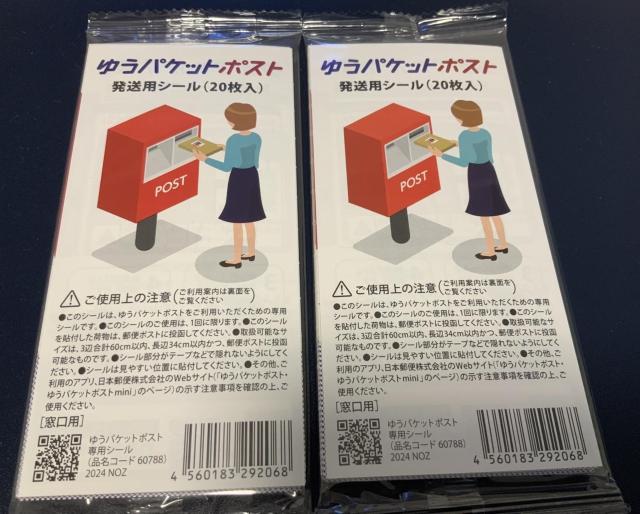 ゆうパケットポスト
発送用シール(20枚入)
POST
⚠ご使用上の注意(ご利用案内は裏面をご覧ください)
●このシールは、ゆうパケットポストをご利用いただくための専用
シールです。●このシールのご使用は、1回に限ります。●このシール
を貼付した荷物は、郵便ポストに投函してください。●取扱可能なサ
イズは、3辺合計60cm以内、長辺34cm以内かつ、郵便ポストに投函
可能なものです。●シール部分がテープなどで隠れないようにしてく
ださい。●シールは見やすい位置に貼付してください。●その他、ご
利用のアプリ、日本郵便株式会社のWebサイト(「ゆうパケットポスト・
ゆうパケットポストmini」のページ)の示す注意事項を確認の上、ご
使用ください。
[窓口用]
ゆうパケットポスト
専用シール
(品名コード 60788)
2024 NOZ
4 560183 292068
ゆうパケットポスト
発送用シール(20枚入)
POST
⚠ご使用上の注意(ご利用案内は裏面をご覧ください)
●このシールは、ゆうパケットポストをご利用いただくための専用
シールです。●このシールのご使用は、1回に限ります。●このシール
を貼付した荷物は、郵便ポストに投函してください。●取扱可能なサ
イズは、3辺合計60cm以内、長辺34cm以内かつ、郵便ポストに投函
可能なものです。●シール部分がテープなどで隠れないようにしてく
ださい。●シールは見やすい位置に貼付してください。●その他、ご
利用のアプリ、日本郵便株式会社のWebサイト(「ゆうパケットポスト・
ゆうパケットポストmini」のページ)の示す注意事項を確認の上、ご
使用ください。
[窓口用]
ゆうパケットポスト
専用シール
(品名コード 60788)
2024 NOZ
4 560183 292068